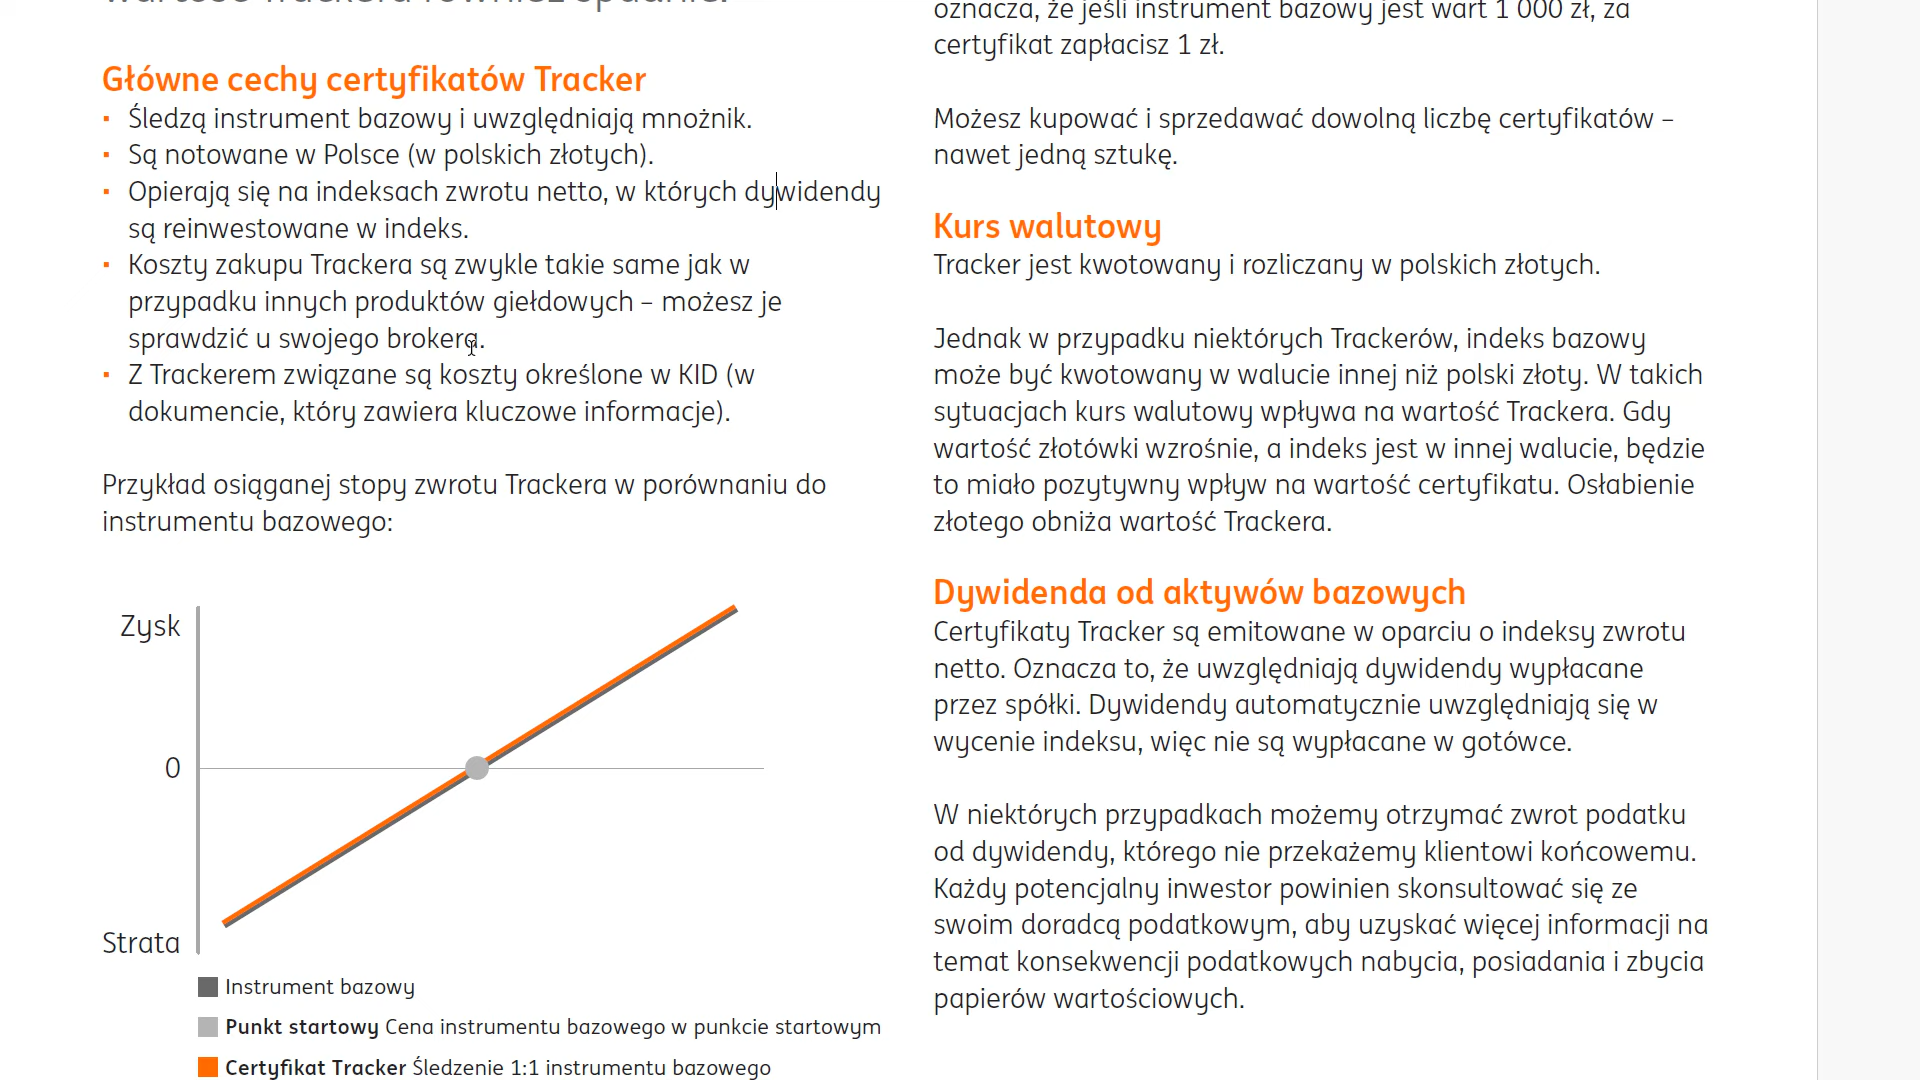 wartość Trackera również spadnie.
Główne cechy certyfikatów Tracker
▪ Śledzą instrument bazowy i uwzględniają mnożnik.
▪ Są notowane w Polsce (w polskich złotych).
▪ Opierają się na indeksach zwrotu netto, w których dywidendy
są reinwestowane w indeks.
▪ Koszty zakupu Trackera są zwykle takie same jak w
przypadku innych produktów giełdowych – możesz je
sprawdzić u swojego brokera.
▪ Z Trackerem związane są koszty określone w KID (w
dokumencie, który zawiera kluczowe informacje).
Przykład osiąganej stopy zwrotu Trackera w porównaniu do
instrumentu bazowego:
Zysk
0
Strata
Instrument bazowy
Punkt startowy Cena instrumentu bazowego w punkcie startowym
Certyfikat Tracker Śledzenie 1:1 instrumentu bazowego
oznacza, że jeśli instrument bazowy jest wart 1 000 zł, za
certyfikat zapłacisz 1 zł.
Możesz kupować i sprzedawać dowolną liczbę certyfikatów –
nawet jedną sztukę.
Kurs walutowy
Tracker jest kwotowany i rozliczany w polskich złotych.
Jednak w przypadku niektórych Trackerów, indeks bazowy
może być kwotowany w walucie innej niż polski złoty. W takich
sytuacjach kurs walutowy wpływa na wartość Trackera. Gdy
wartość złotówki wzrośnie, a indeks jest w innej walucie, będzie
to miało pozytywny wpływ na wartość certyfikatu. Osłabienie
złotego obniża wartość Trackera.
Dywidenda od aktywów bazowych
Certyfikaty Tracker są emitowane w oparciu o indeksy zwrotu
netto. Oznacza to, że uwzględniają dywidendy wypłacane
przez spółki. Dywidendy automatycznie uwzględniają się w
wycenie indeksu, więc nie są wypłacane w gotówce.
W niektórych przypadkach możemy otrzymać zwrot podatku
od dywidendy, którego nie przekażemy klientowi końcowemu.
Każdy potencjalny inwestor powinien skonsultować się ze
swoim doradcą podatkowym, aby uzyskać więcej informacji na
temat konsekwencji podatkowych nabycia, posiadania i zbycia
papierów wartościowych.